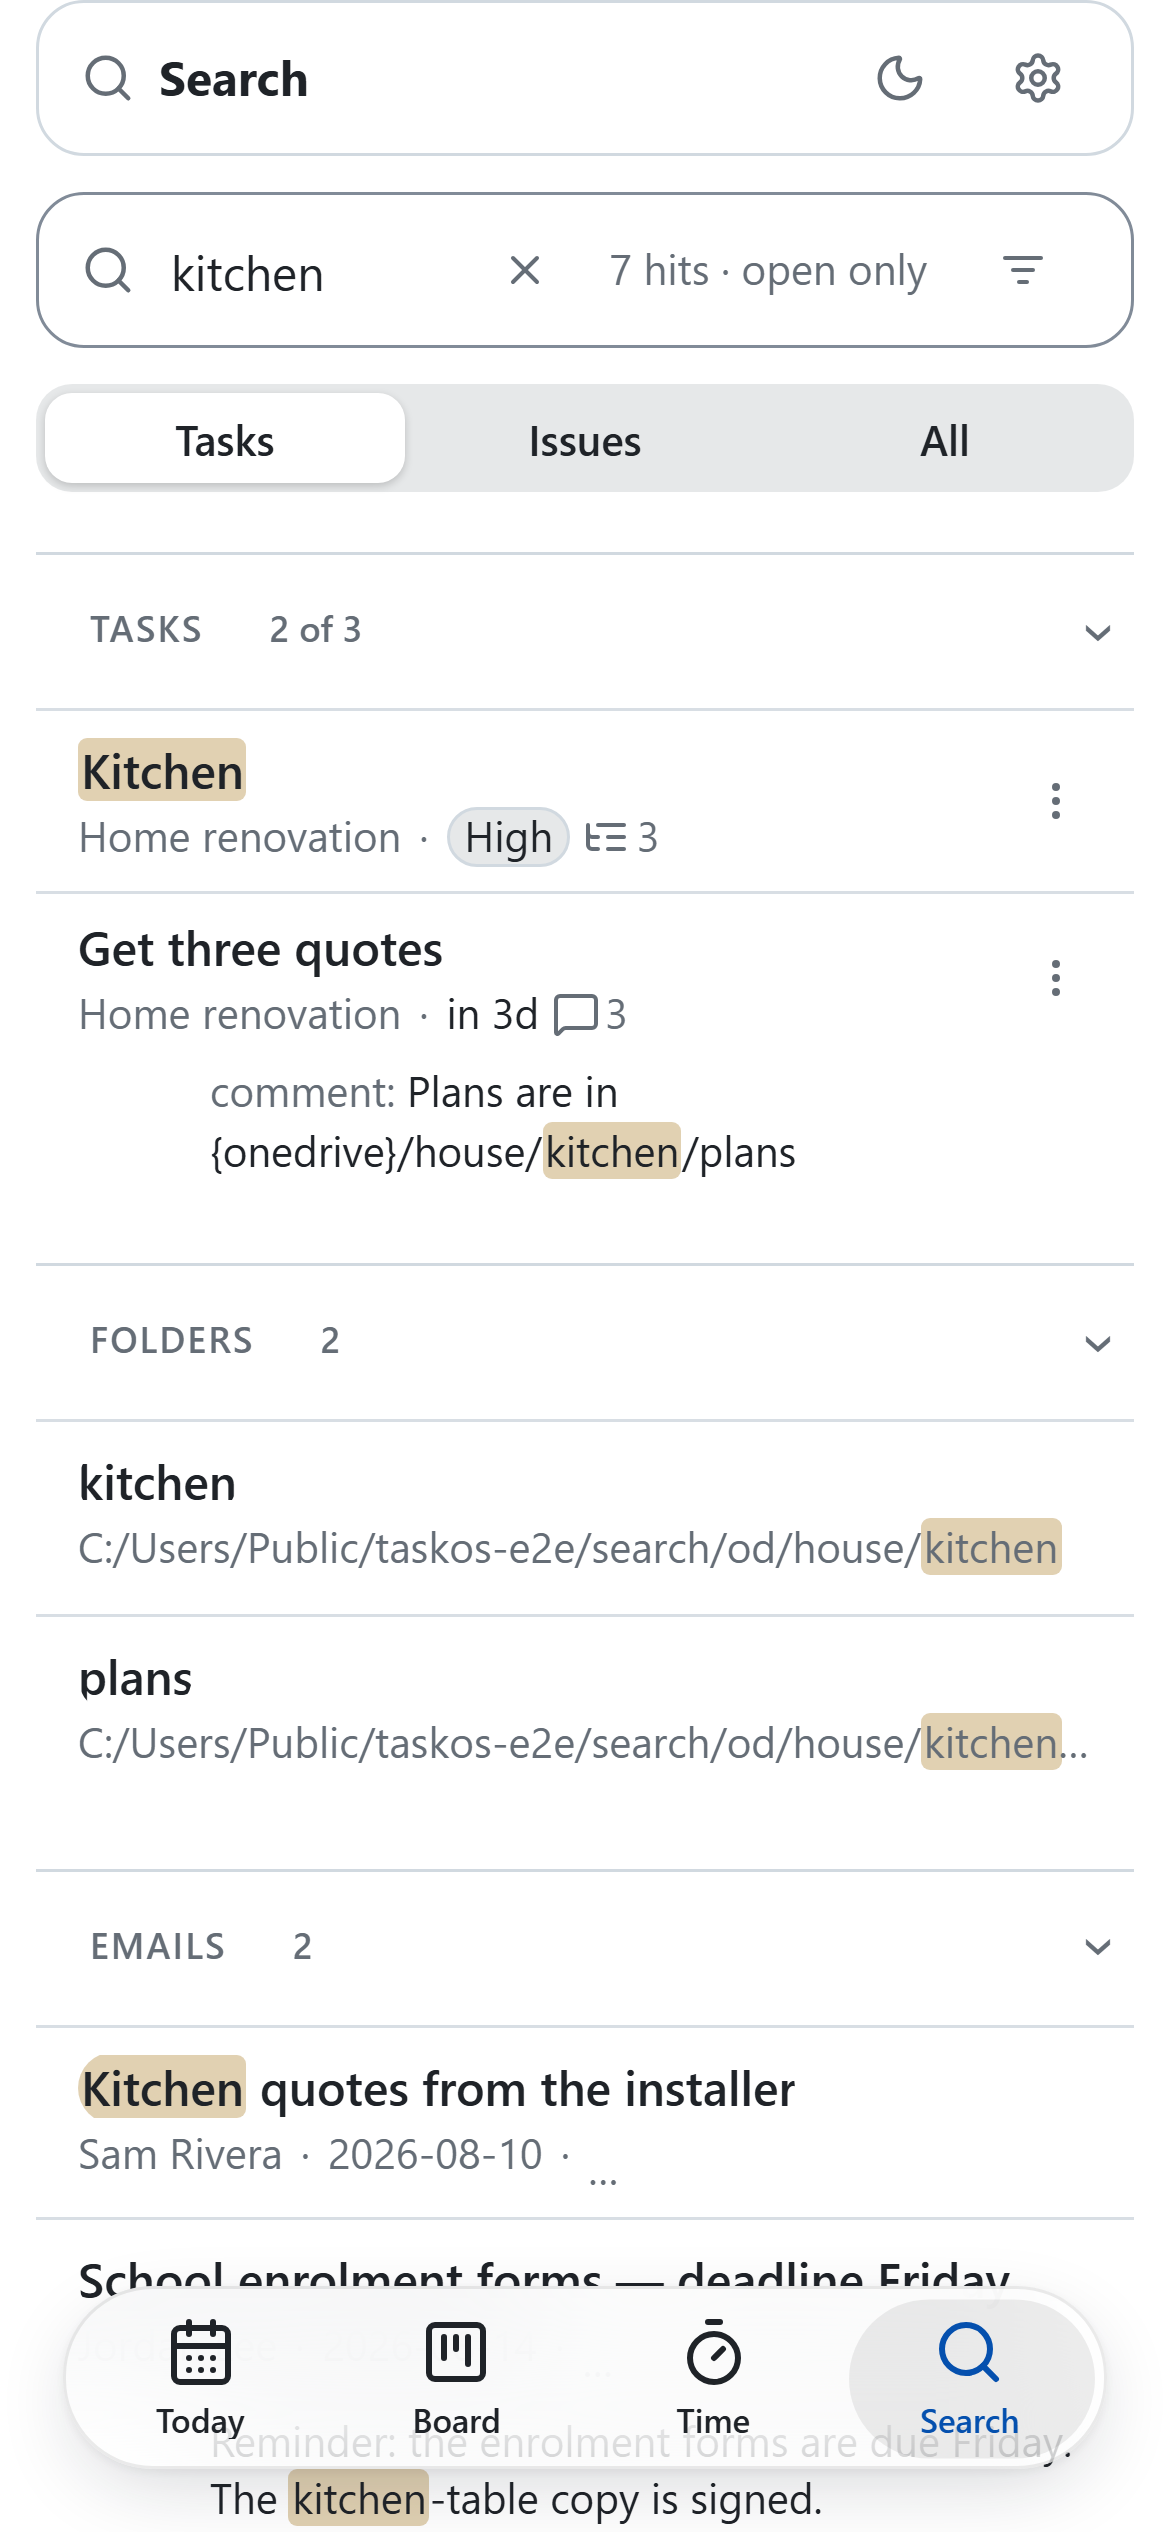 Search
kitchen 7 hits · open only
Tasks Issues All
TASKS 2 of 3
Kitchen
Home renovation · High 3
Get three quotes
Home renovation · in 3d 3
comment: Plans are in
{onedrive}/house/kitchen/plans
FOLDERS 2
kitchen
C:/Users/Public/taskos-e2e/search/od/house/kitchen
plans
C:/Users/Public/taskos-e2e/search/od/house/kitchen...
EMAILS 2
Kitchen quotes from the installer
Sam Rivera · 2026-08-10 · ...
School enrolment forms — deadline Friday
Today Board Time Search
Reminder: the enrolment forms are due Friday.
The kitchen-table copy is signed.